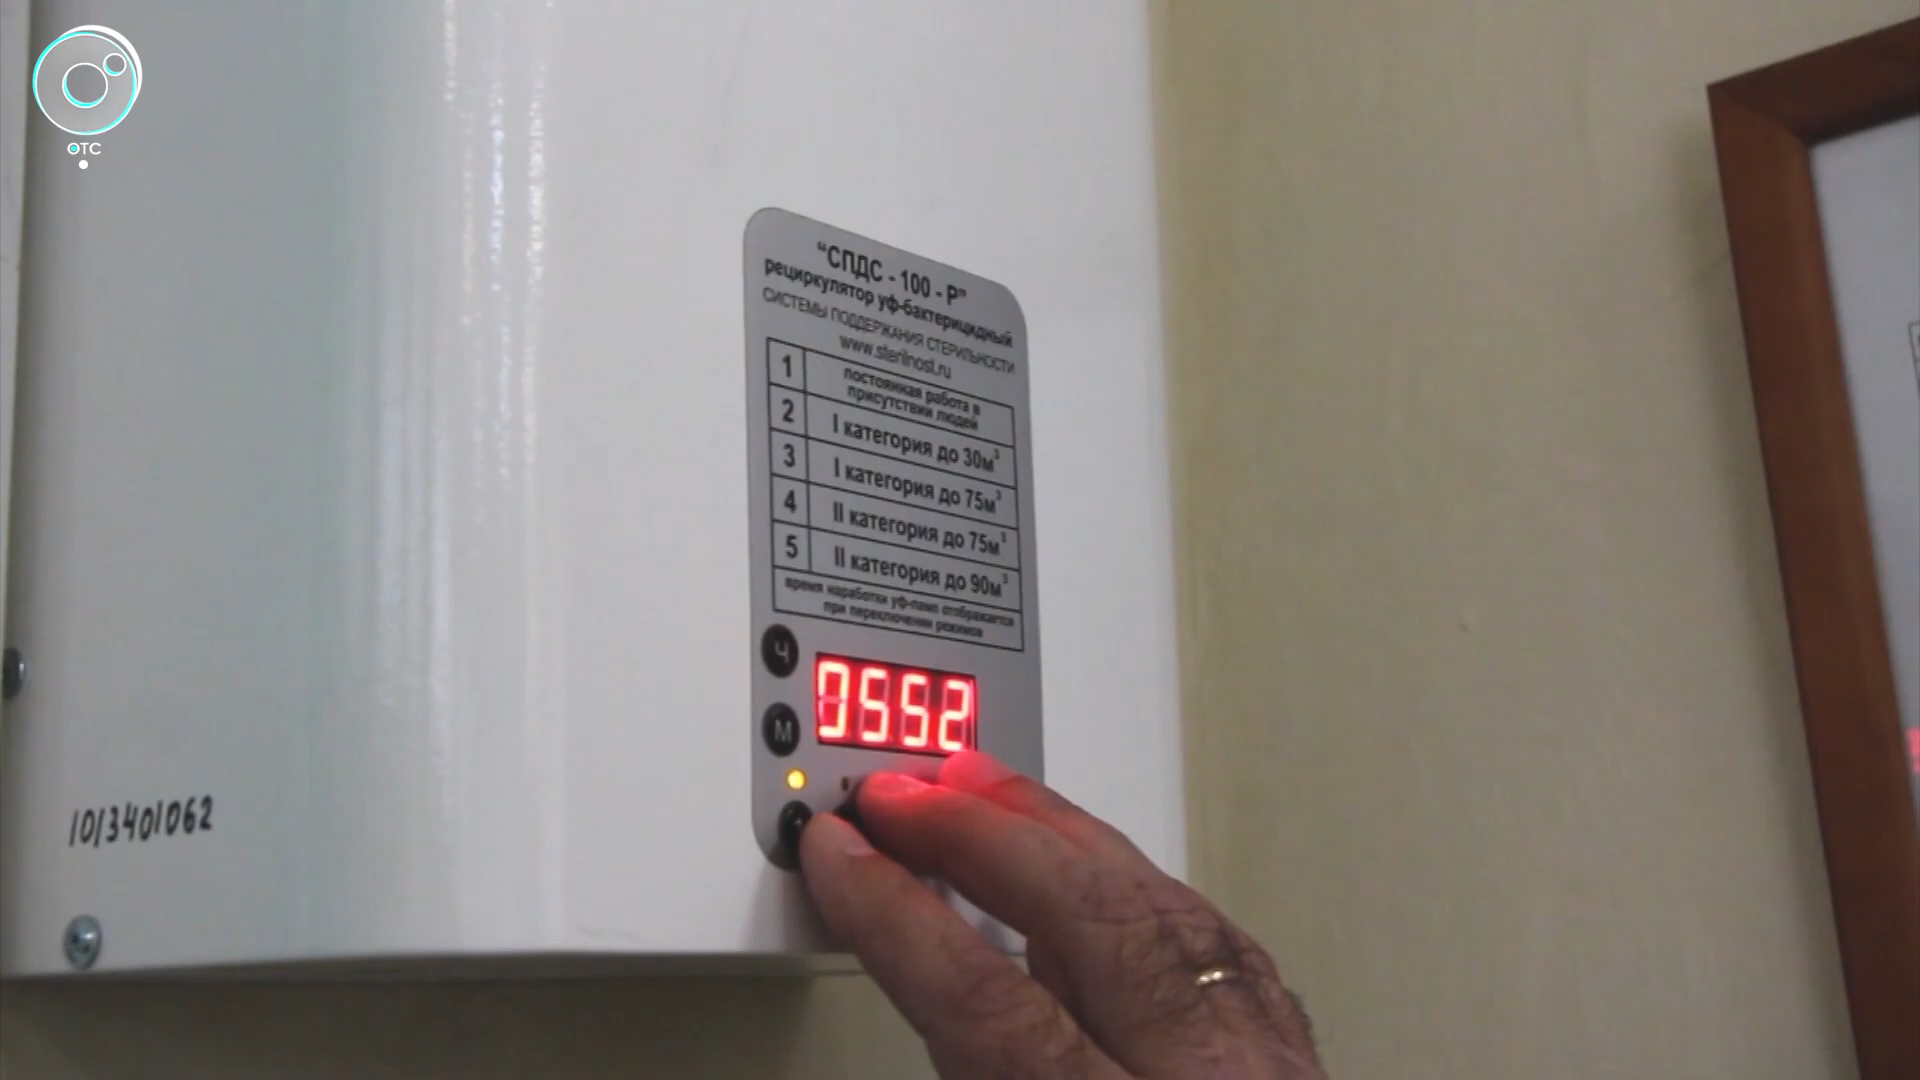 ОТС
"СПДС - 100 - Р"
рециркулятор уф-бактерицидный
СИСТЕМЫ ПОДДЕРЖАНИЯ СТЕРИЛЬНОСТИ
www.sterilnost.ru
1 постоянная работа в
присутствии людей
2 I категория до 30м³
3 I категория до 75м³
4 II категория до 75м³
5 II категория до 90м³
время наработки уф-ламп отображается
при переключении режимов
Ч
0552
М
1013401062